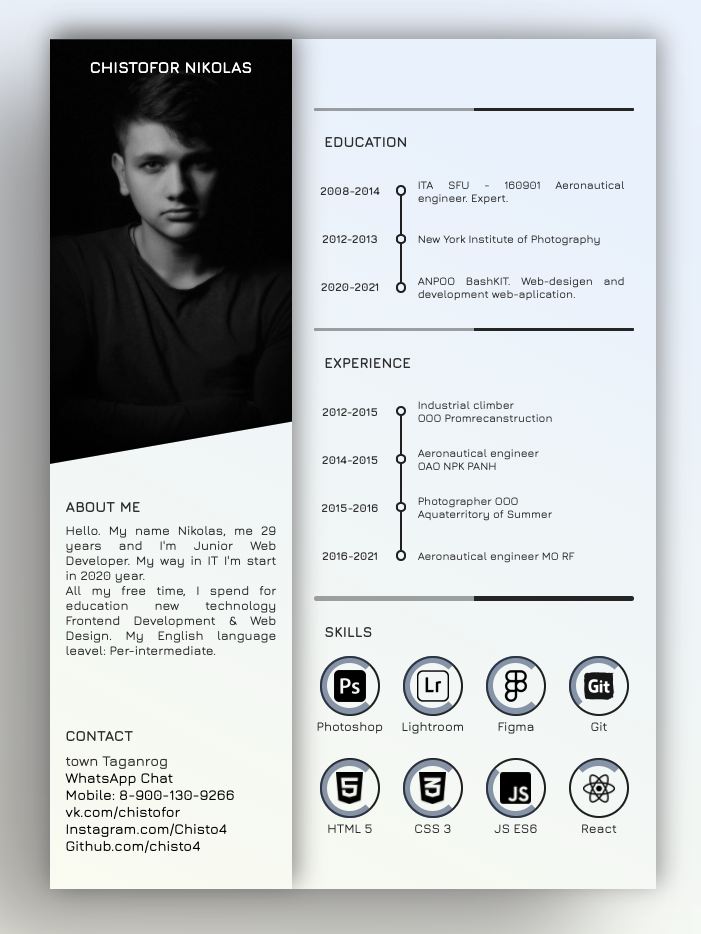 CHISTOFOR NIKOLAS
ABOUT ME
Hello. My name Nikolas, me 29
years and I'm Junior Web
Developer. My way in IT I'm start
in 2020 year.
All my free time, I spend for
education new technology
Frontend Development & Web
Design. My English language
leavel: Per-intermediate.
CONTACT
town Taganrog
WhatsApp Chat
Mobile: 8-900-130-9266
vk.com/chistofor
Instagram.com/Chisto4
Github.com/chisto4
EDUCATION
2008-2014
ITA SFU - 160901 Aeronautical
engineer. Expert.
2012-2013
New York Institute of Photography
2020-2021
ANPOO BashKIT. Web-desigen and
development web-aplication.
EXPERIENCE
2012-2015
Industrial climber
OOO Promrecanstruction
2014-2015
Aeronautical engineer
OAO NPK PANH
2015-2016
Photographer OOO
Aquaterritory of Summer
2016-2021
Aeronautical engineer MO RF
SKILLS
Ps
Lr
Git
Photoshop
Lightroom
Figma
Git
5
3
JS
HTML 5
CSS 3
JS ES6
React